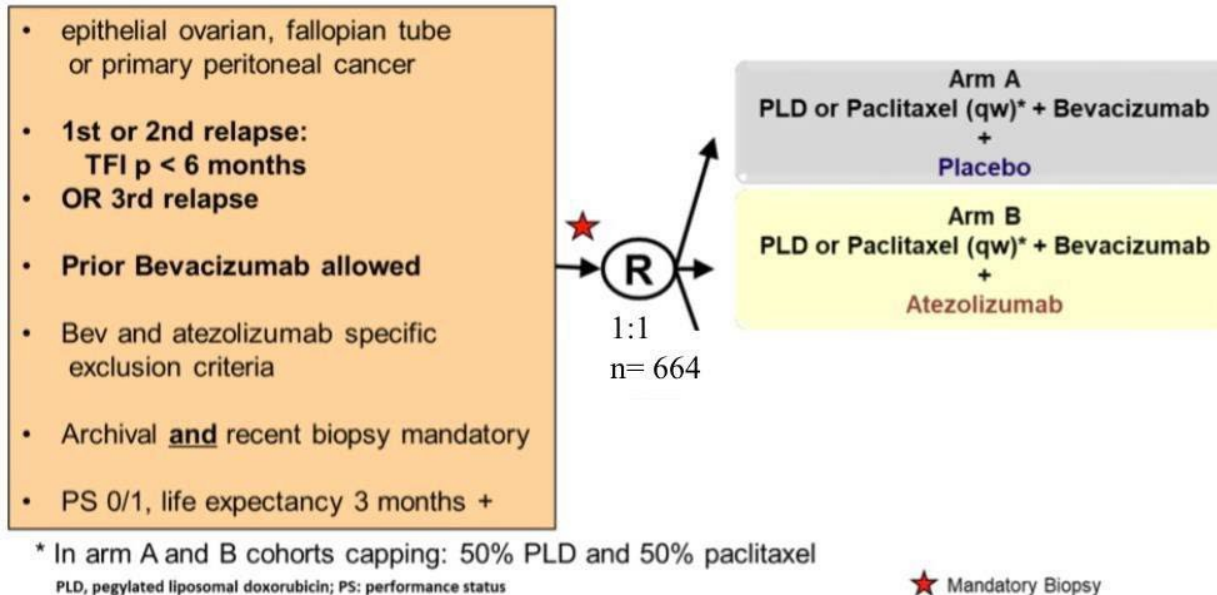 • epithelial ovarian, fallopian tube
or primary peritoneal cancer
• 1st or 2nd relapse:
TFI p < 6 months
• OR 3rd relapse
• Prior Bevacizumab allowed
• Bev and atezolizumab specific
exclusion criteria
• Archival and recent biopsy mandatory
• PS 0/1, life expectancy 3 months +
R
1:1
n= 664
Arm A
PLD or Paclitaxel (qw)* + Bevacizumab
+
Placebo
Arm B
PLD or Paclitaxel (qw)* + Bevacizumab
+
Atezolizumab
* In arm A and B cohorts capping: 50% PLD and 50% paclitaxel
PLD, pegylated liposomal doxorubicin; PS: performance status
Mandatory Biopsy